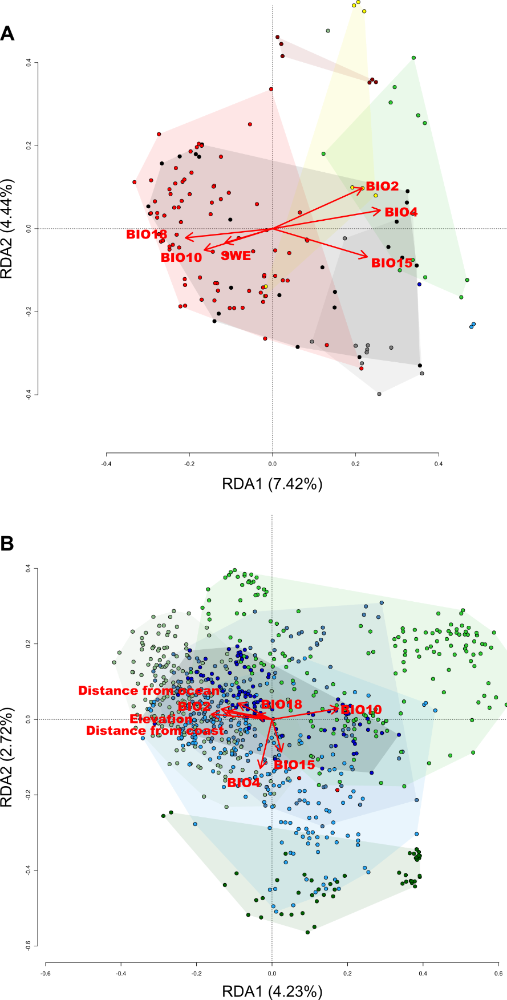 A
0.4
0.2
0.0
-0.2
-0.4
RDA2 (4.44%)
BIO2
BIO4
BIO18
BIO10
SWE
BIO15
-0.4
-0.2
0.0
0.2
0.4
RDA1 (7.42%)
B
0.4
0.2
0.0
-0.2
-0.4
-0.6
RDA2 (2.72%)
Distance from ocean
BIO2
BIO18
BIO10
Elevation
Distance from coast
BIO15
BIO4
-0.6
-0.4
-0.2
0.0
0.2
0.4
0.6
RDA1 (4.23%)